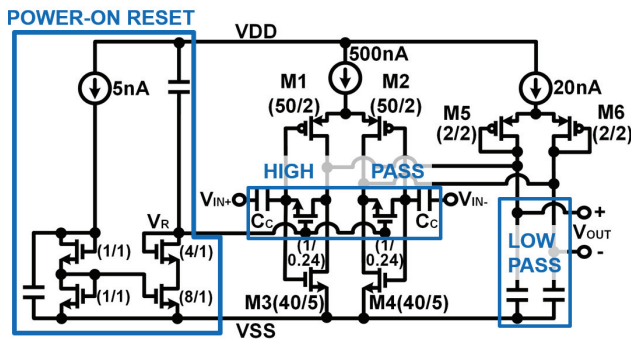 POWER-ON RESET
VDD
500nA
5nA
M1
M2
20nA
(50/2)
(50/2)
M5
M6
(2/2)
(2/2)
HIGH
PASS
VIN+
VIN-
CC
CC
VR
(1/1)
(4/1)
(1/
0.24)
(1/
0.24)
+
VOUT
-
LOW
PASS
(1/1)
(8/1)
M3(40/5)
M4(40/5)
VSS